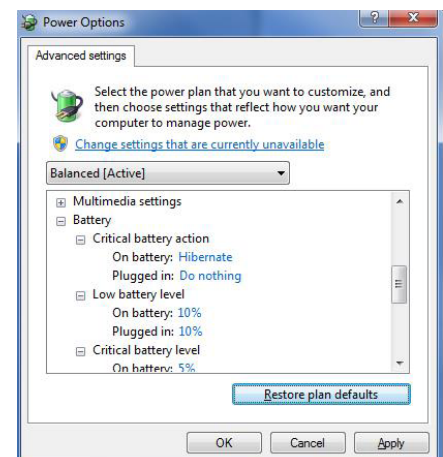 Power Options
Advanced settings
Select the power plan that you want to customize, and
then choose settings that reflect how you want your
computer to manage power.
Change settings that are currently unavailable
Balanced [Active]
Multimedia settings
Battery
Critical battery action
On battery: Hibernate
Plugged in: Do nothing
Low battery level
On battery: 10%
Plugged in: 10%
Critical battery level
On battery: 5%
Restore plan defaults
OK Cancel Apply